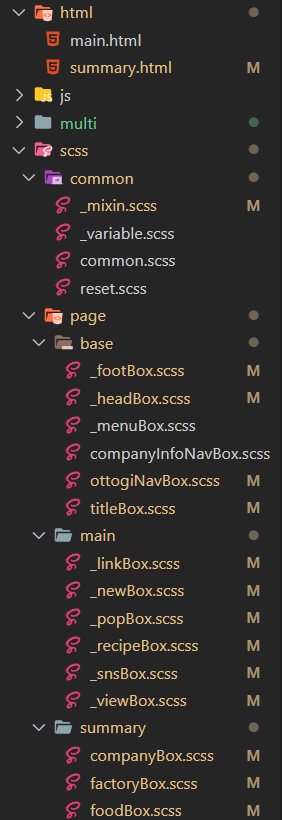 html
main.html
summary.html M
js
multi
scss
common
_mixin.scss M
_variable.scss
common.scss
reset.scss
page
base
_footBox.scss M
_headBox.scss M
_menuBox.scss
companyInfoNavBox.scss
ottogiNavBox.scss M
titleBox.scss M
main
_linkBox.scss M
_newBox.scss M
_popBox.scss M
_recipeBox.scss M
_snsBox.scss M
_viewBox.scss M
summary
companyBox.scss M
factoryBox.scss M
foodBox.scss M